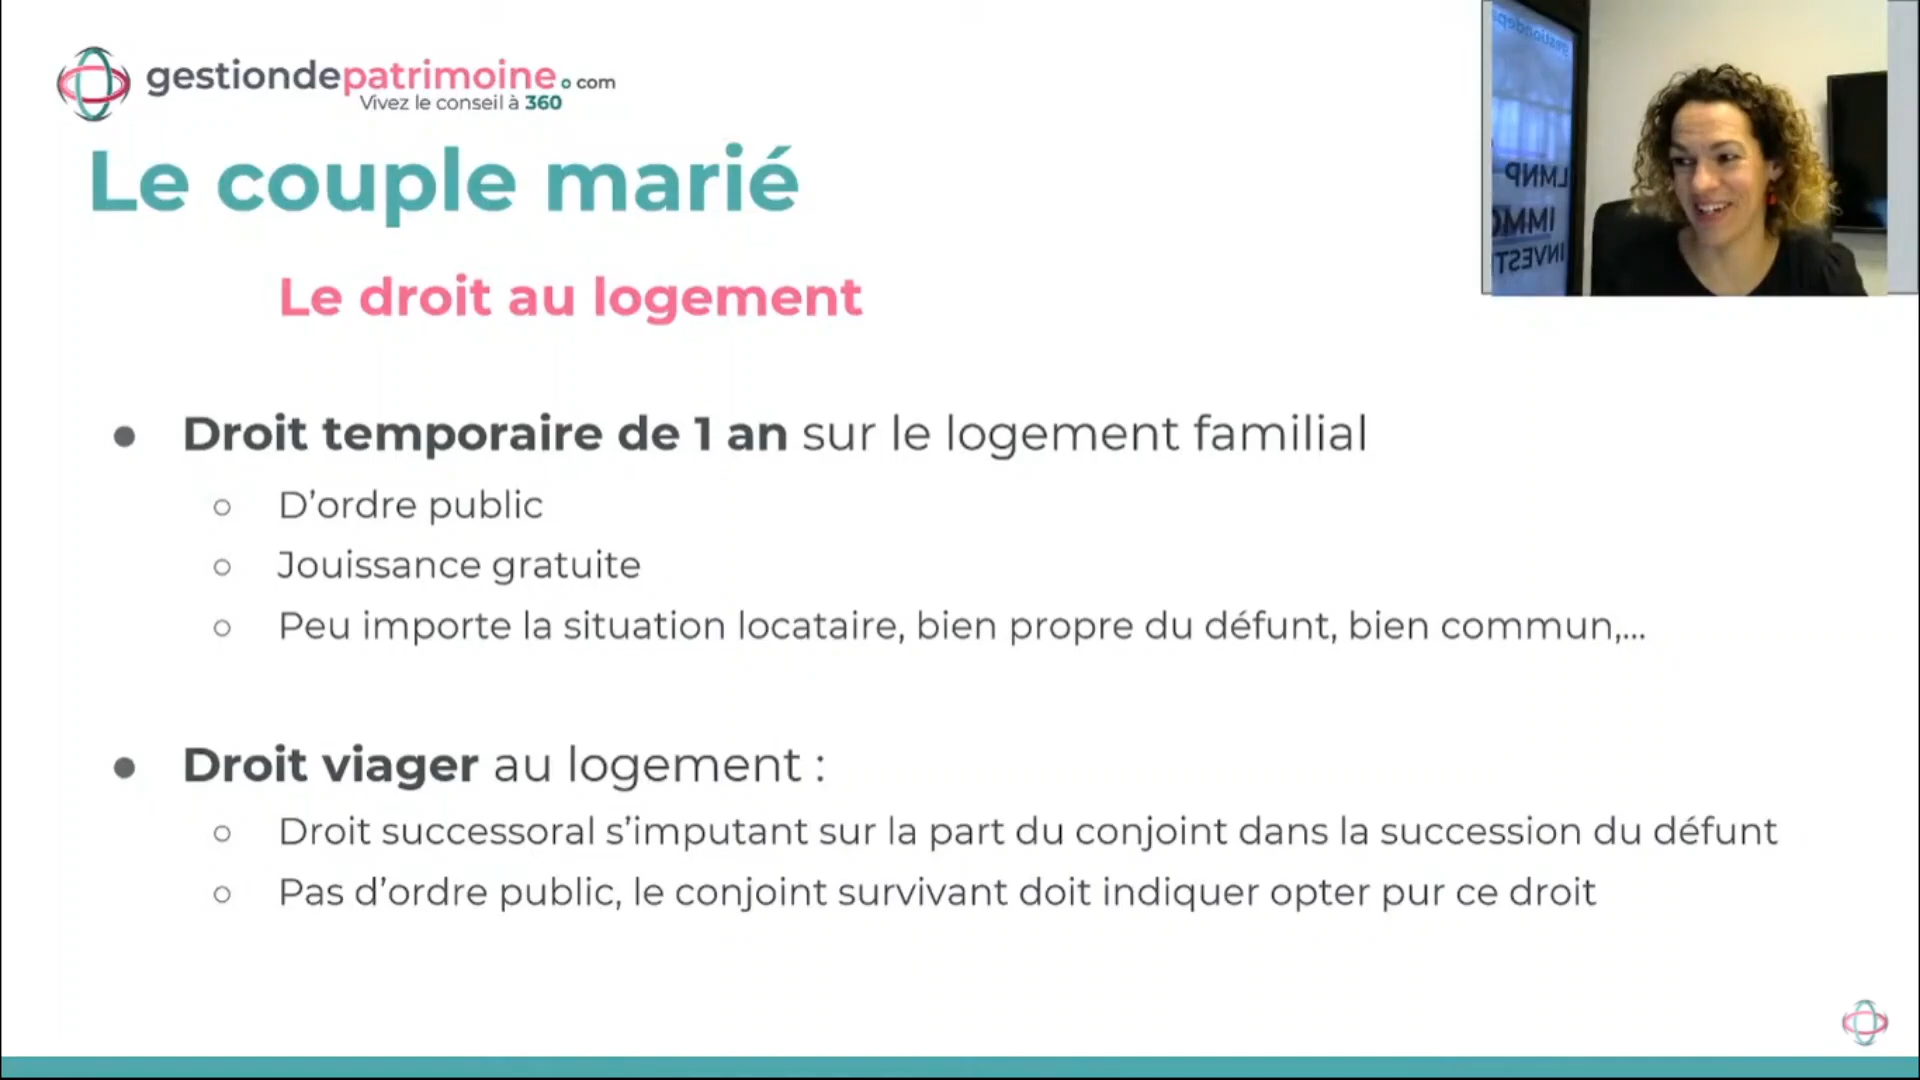 gestiondepatrimoine.com
Vivez le conseil à 360
Le couple marié
Le droit au logement
● Droit temporaire de 1 an sur le logement familial
○ D’ordre public
○ Jouissance gratuite
○ Peu importe la situation locataire, bien propre du défunt, bien commun,...
● Droit viager au logement :
○ Droit successoral s’imputant sur la part du conjoint dans la succession du défunt
○ Pas d’ordre public, le conjoint survivant doit indiquer opter pur ce droit
LMNP
IMMO
INVEST